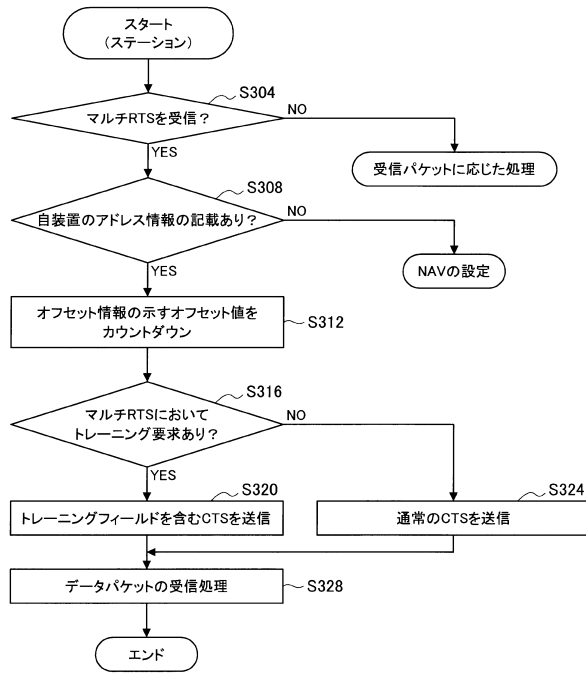 スタート
(ステーション)
S304
マルチRTSを受信？
NO
YES
受信パケットに応じた処理
S308
自装置のアドレス情報の記載あり？
NO
YES
NAVの設定
オフセット情報の示すオフセット値を
カウントダウン
S312
S316
マルチRTSにおいて
トレーニング要求あり？
NO
YES
S320
トレーニングフィールドを含むCTSを送信
S324
通常のCTSを送信
データパケットの受信処理
S328
エンド